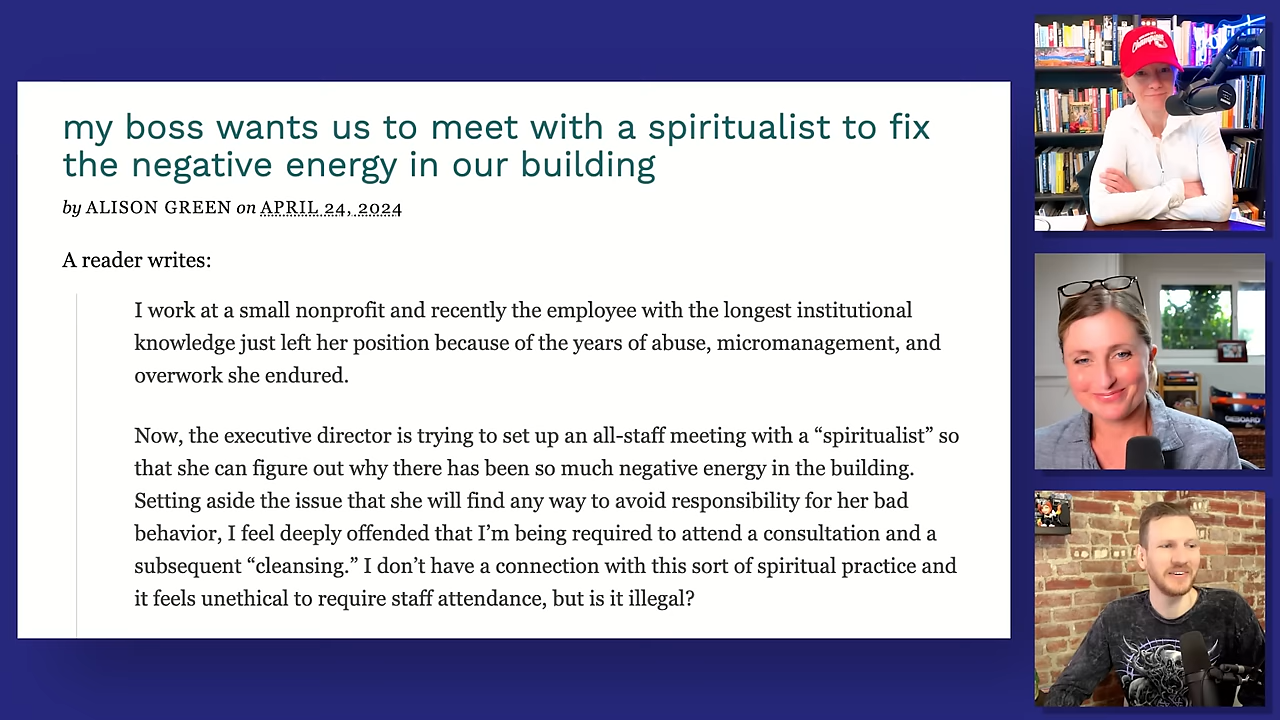 my boss wants us to meet with a spiritualist to fix
the negative energy in our building
by ALISON GREEN on APRIL 24, 2024
A reader writes:
I work at a small nonprofit and recently the employee with the longest institutional
knowledge just left her position because of the years of abuse, micromanagement, and
overwork she endured.
Now, the executive director is trying to set up an all-staff meeting with a “spiritualist” so
that she can figure out why there has been so much negative energy in the building.
Setting aside the issue that she will find any way to avoid responsibility for her bad
behavior, I feel deeply offended that I’m being required to attend a consultation and a
subsequent “cleansing.” I don’t have a connection with this sort of spiritual practice and
it feels unethical to require staff attendance, but is it illegal?